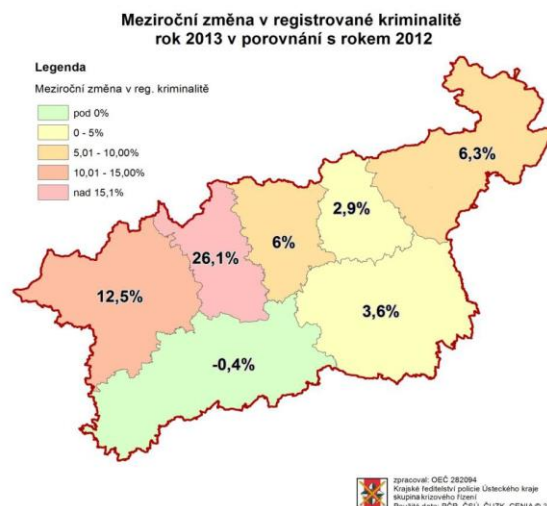 Meziroční změna v registrované kriminalitě
rok 2013 v porovnání s rokem 2012
Legenda
Meziroční změna v reg. kriminalitě
pod 0%
0 - 5%
5,01 - 10,00%
10,01 - 15,00%
nad 15,1%
6,3%
2,9%
26,1%
6%
12,5%
3,6%
-0,4%
zpracoval: OEČ 282094
Krajské ředitelství policie Ústeckého kraje
skupina krizového řízení